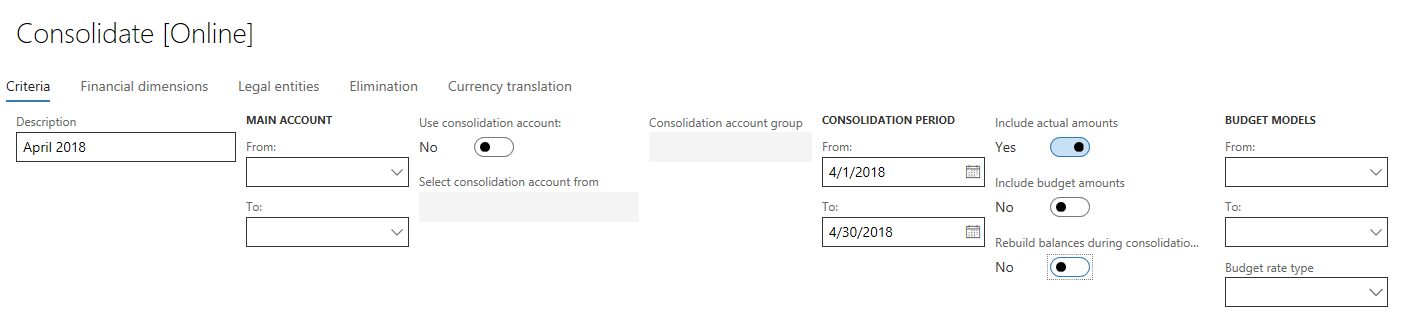 Consolidate [Online]
Criteria
Financial dimensions
Legal entities
Elimination
Currency translation
Description
April 2018
MAIN ACCOUNT
From:
To:
Use consolidation account:
No
Select consolidation account from
Consolidation account group
CONSOLIDATION PERIOD
From:
4/1/2018
To:
4/30/2018
Include actual amounts
Yes
Include budget amounts
No
Rebuild balances during consolidatio...
No
BUDGET MODELS
From:
To:
Budget rate type